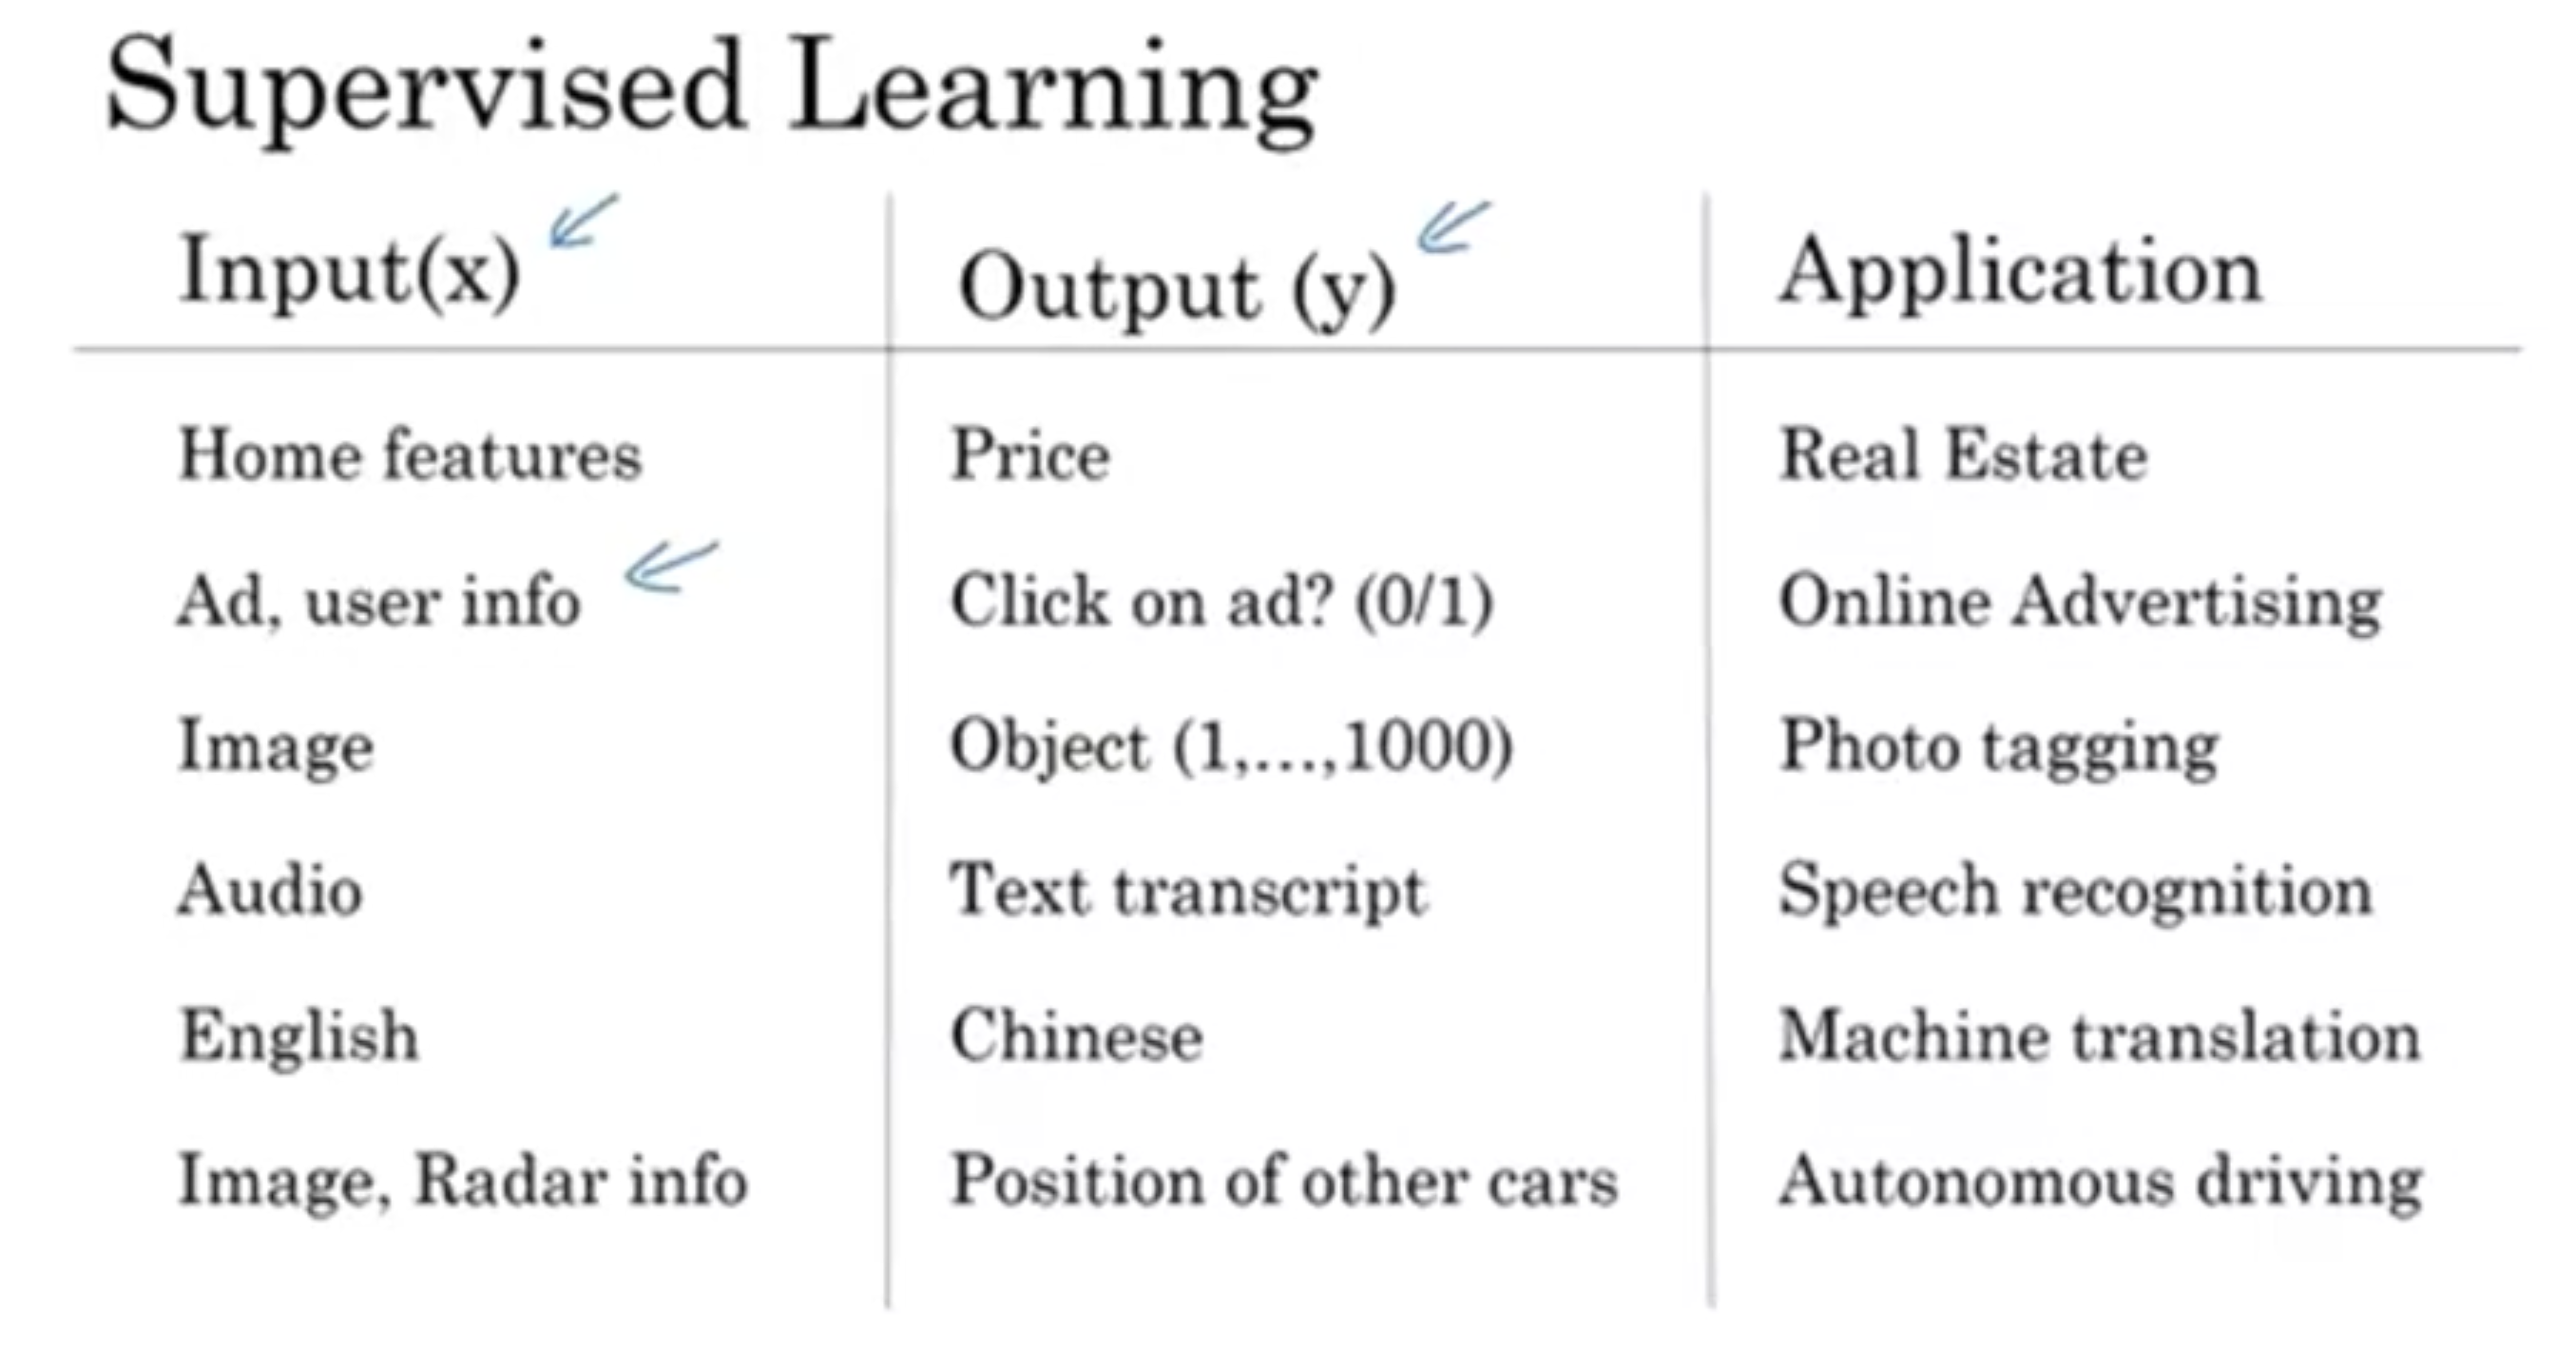 Supervised Learning
Input(x) Output (y) Application
Home features Price Real Estate
Ad, user info Click on ad? (0/1) Online Advertising
Image Object (1,...,1000) Photo tagging
Audio Text transcript Speech recognition
English Chinese Machine translation
Image, Radar info Position of other cars Autonomous driving